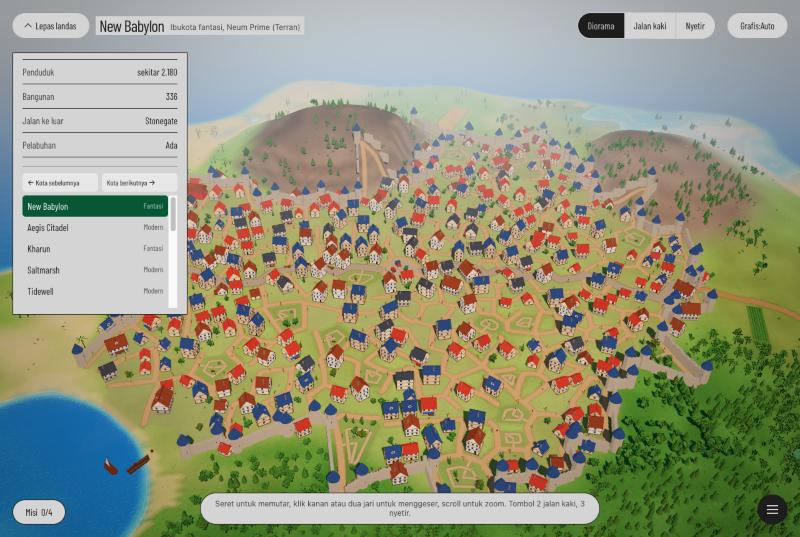 Lepas landas
New Babylon Ibukota fantasi, Neum Prime (Terran)
Diorama Jalan kaki Nyetir
Grafis:Auto
Penduduk sekitar 2.180
Bangunan 336
Jalan ke luar Stonegate
Pelabuhan Ada
← Kota sebelumnya Kota berikutnya →
New Babylon Fantasi
Aegis Citadel Modern
Kharun Fantasi
Saltmarsh Modern
Tidewell Modern
Misi 0/4
Seret untuk memutar, klik kanan atau dua jari untuk menggeser, scroll untuk zoom. Tombol 2 jalan kaki, 3
nyetir.